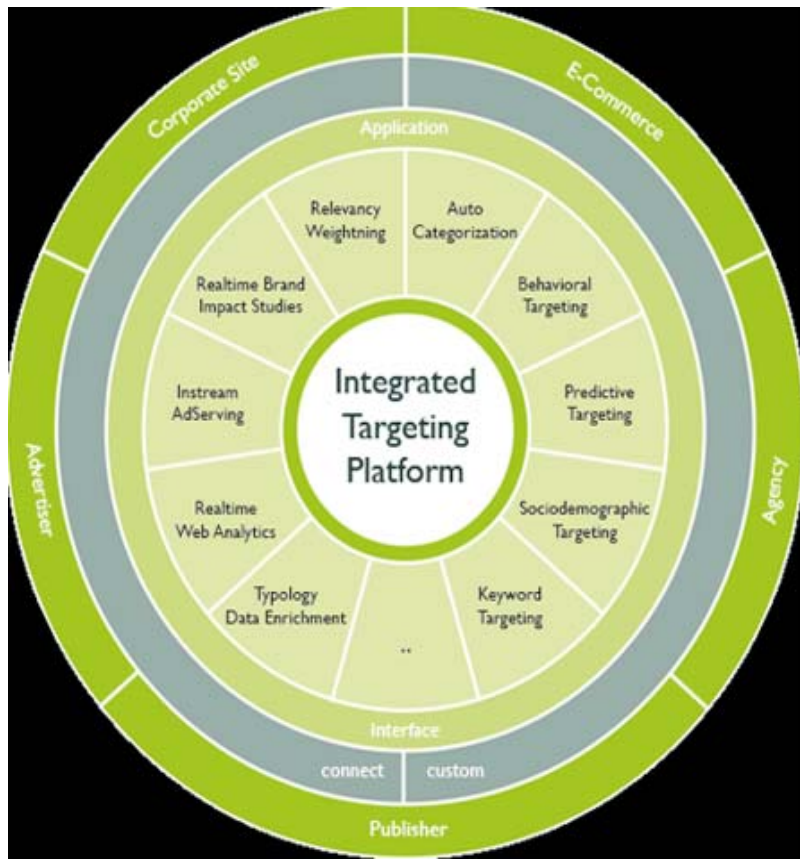 Corporate Site
E-Commerce
Application
Relevancy
Weightning
Auto
Categorization
Realtime Brand
Impact Studies
Behavioral
Targeting
Instream
AdServing
Integrated
Targeting
Platform
Predictive
Targeting
Advertiser
Agency
Realtime
Web Analytics
Sociodemographic
Targeting
Typology
Data Enrichment
..
Keyword
Targeting
Interface
connect
custom
Publisher